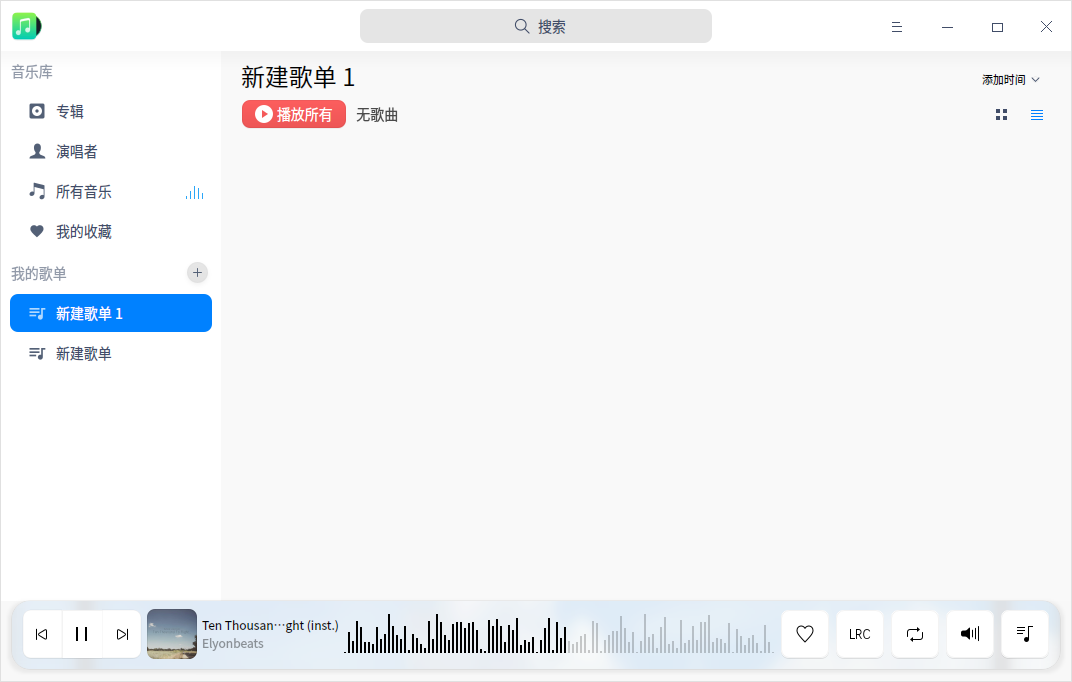 搜索
音乐库
专辑
演唱者
所有音乐
我的收藏
我的歌单
新建歌单 1
新建歌单
新建歌单 1
添加时间
播放所有 无歌曲
Ten Thousan⋯ght (inst.)
Elyonbeats
LRC